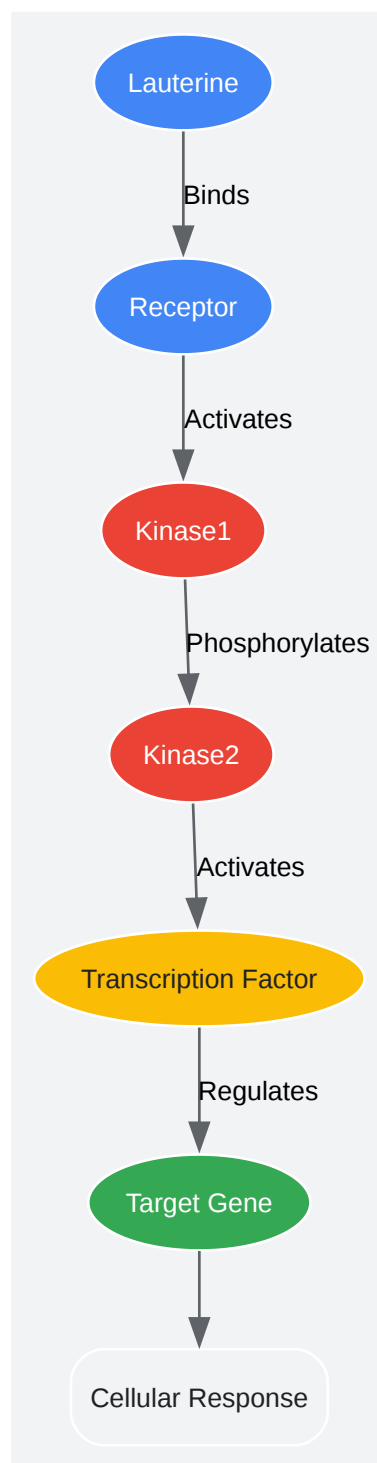 Lauterine
Binds
Receptor
Activates
Kinase1
Phosphorylates
Kinase2
Activates
Transcription Factor
Regulates
Target Gene
Cellular Response